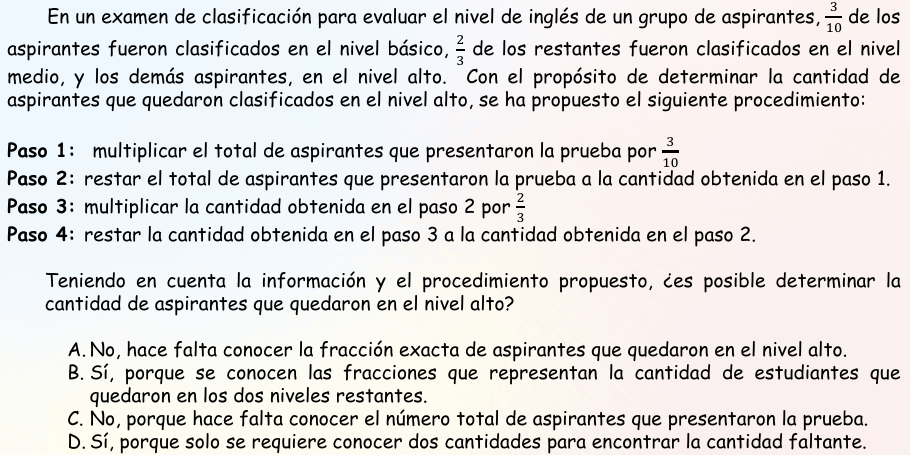 En un examen de clasificación para evaluar el nivel de inglés de un grupo de aspirantes, 3/10 de los
aspirantes fueron clasificados en el nivel básico, 2/3 de los restantes fueron clasificados en el nivel
medio, y los demás aspirantes, en el nivel alto. Con el propósito de determinar la cantidad de
aspirantes que quedaron clasificados en el nivel alto, se ha propuesto el siguiente procedimiento:
Paso 1: multiplicar el total de aspirantes que presentaron la prueba por 3/10
Paso 2: restar el total de aspirantes que presentaron la prueba a la cantidad obtenida en el paso 1.
Paso 3: multiplicar la cantidad obtenida en el paso 2 por 2/3
Paso 4: restar la cantidad obtenida en el paso 3 a la cantidad obtenida en el paso 2.
Teniendo en cuenta la información y el procedimiento propuesto, ¿es posible determinar la
cantidad de aspirantes que quedaron en el nivel alto?
A. No, hace falta conocer la fracción exacta de aspirantes que quedaron en el nivel alto.
B. Sí, porque se conocen las fracciones que representan la cantidad de estudiantes que
quedaron en los dos niveles restantes.
C. No, porque hace falta conocer el número total de aspirantes que presentaron la prueba.
D. Sí, porque solo se requiere conocer dos cantidades para encontrar la cantidad faltante.